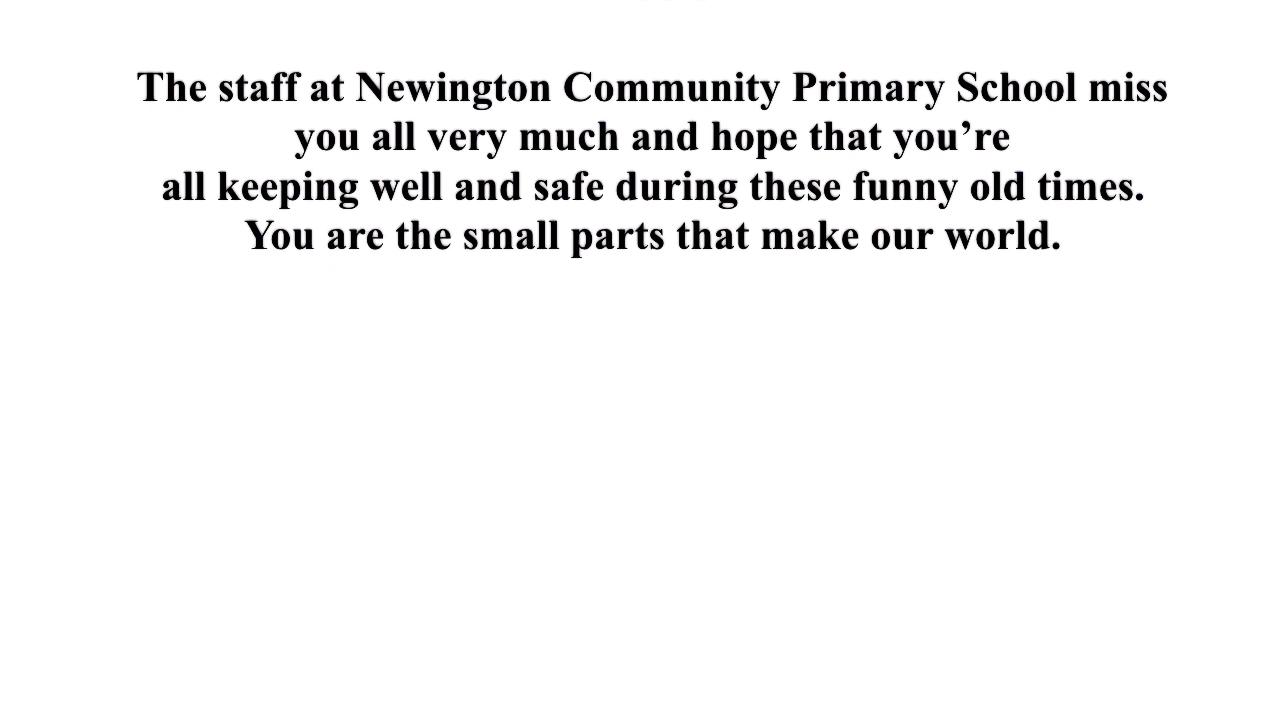 The staff at Newington Community Primary School miss
you all very much and hope that you’re
all keeping well and safe during these funny old times.
You are the small parts that make our world.